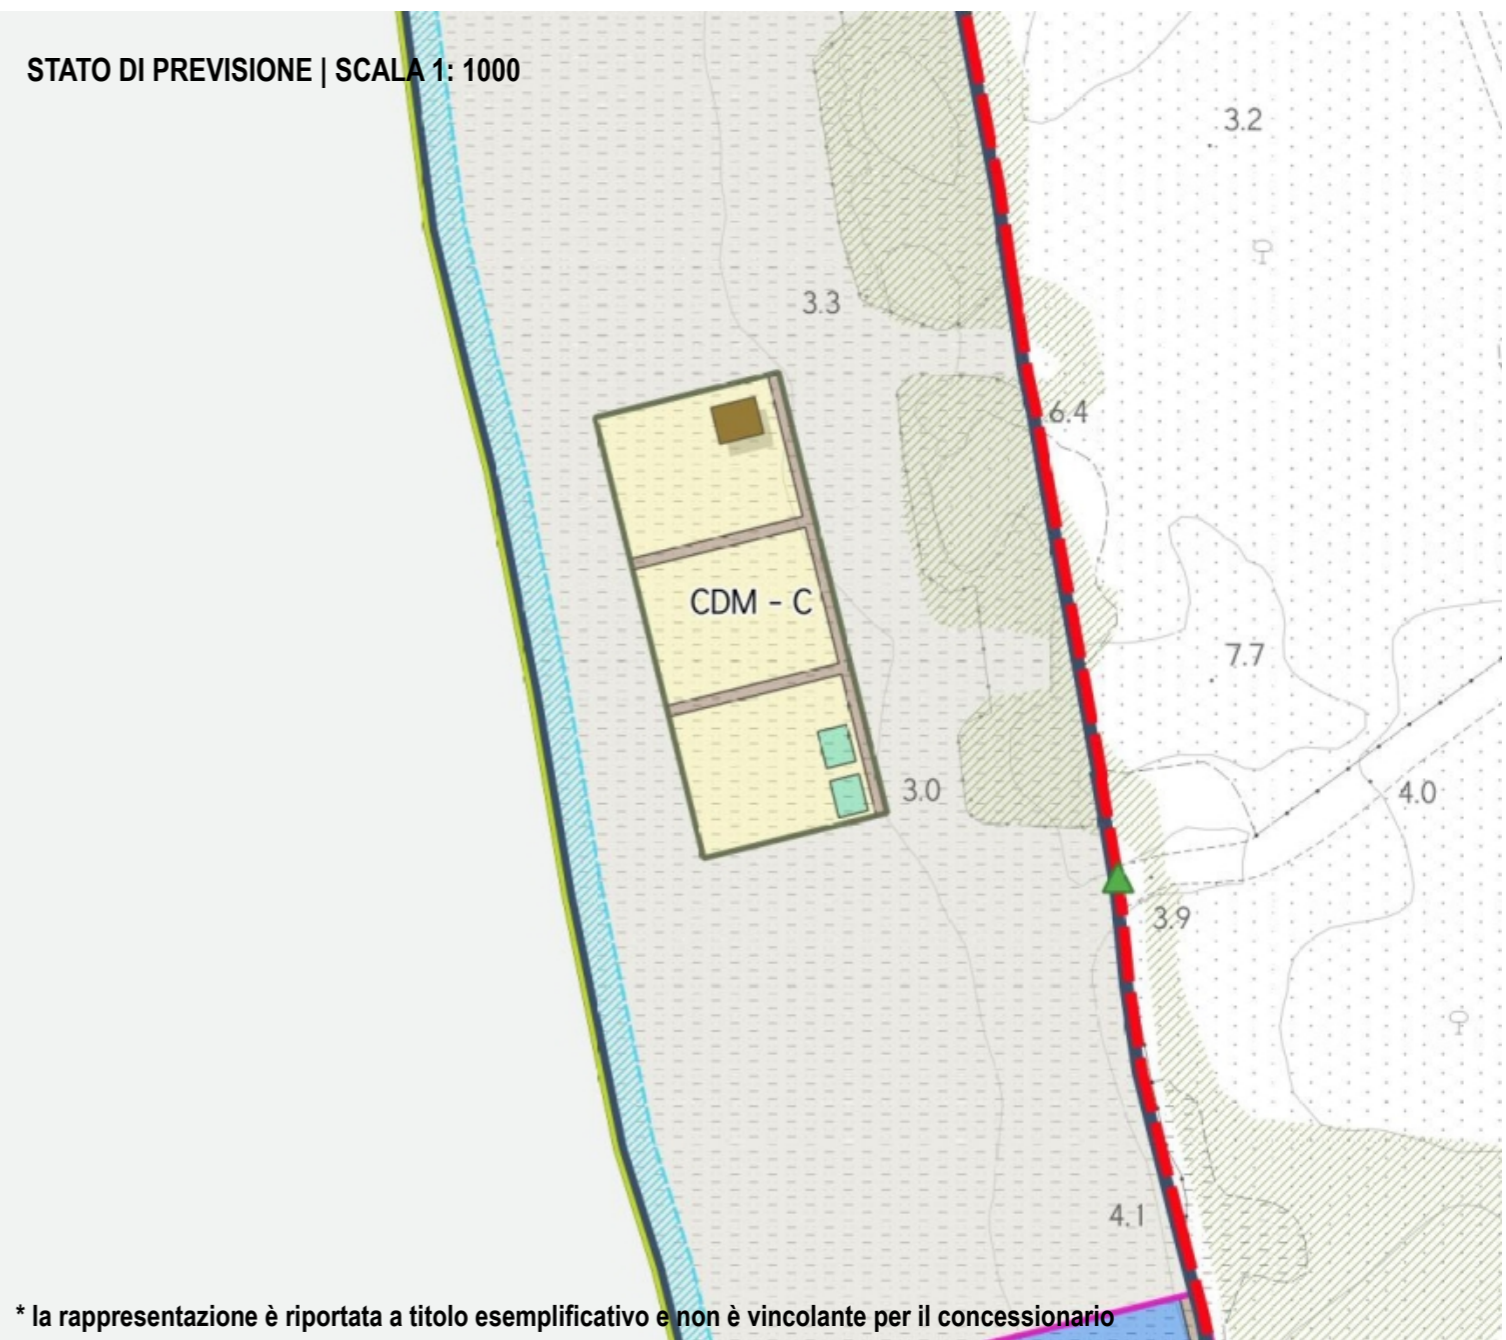 STATO DI PREVISIONE | SCALA 1: 1000
3.2
3.3
6.4
CDM - C
7.7
3.0
4.0
3.9
4.1
* la rappresentazione è riportata a titolo esemplificativo e non è vincolante per il concessionario